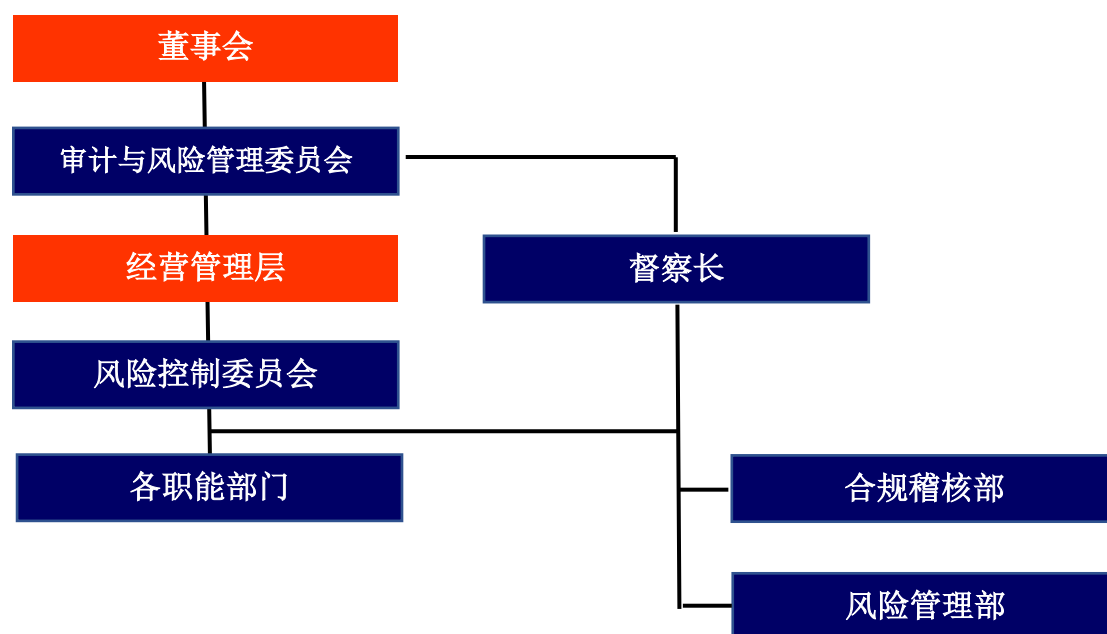 董事会
审计与风险管理委员会
经营管理层
督察长
风险控制委员会
各职能部门
合规稽核部
风险管理部